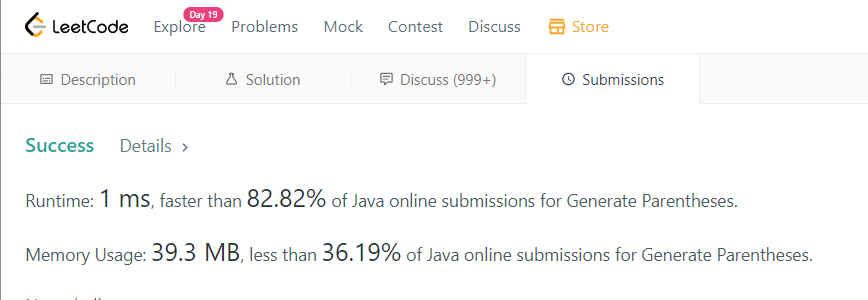 Day 19
LeetCode Explore Problems Mock Contest Discuss Store
Description Solution Discuss (999+) Submissions
Success Details >
Runtime: 1 ms, faster than 82.82% of Java online submissions for Generate Parentheses.
Memory Usage: 39.3 MB, less than 36.19% of Java online submissions for Generate Parentheses.